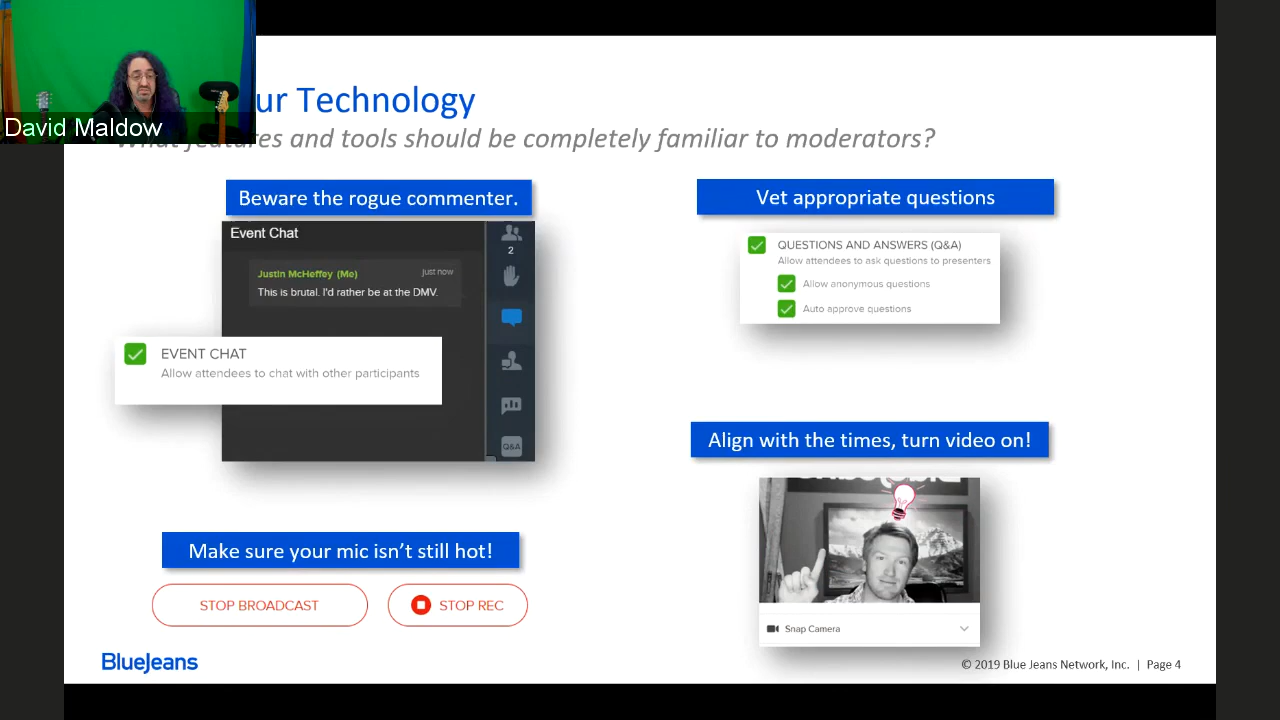 David Maldow
ur Technology
What features and tools should be completely familiar to moderators?
Beware the rogue commenter.
Event Chat
2
Justin McHeffey (Me)
just now
This is brutal. I'd rather be at the DMV.
EVENT CHAT
Allow attendees to chat with other participants
Q&A
Make sure your mic isn't still hot!
STOP BROADCAST
STOP REC
Vet appropriate questions
QUESTIONS AND ANSWERS (Q&A)
Allow attendees to ask questions to presenters
Allow anonymous questions
Auto approve questions
Align with the times, turn video on!
Snap Camera
BlueJeans
© 2019 Blue Jeans Network, Inc. | Page 4